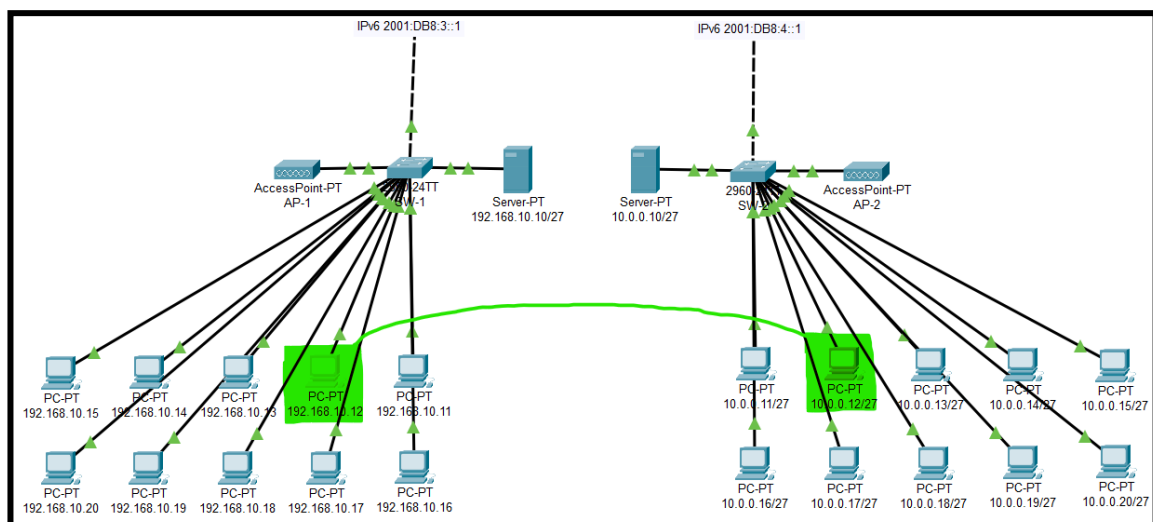 IPv6 2001:DB8:3::1
IPv6 2001:DB8:4::1
AccessPoint-PT
AP-1
SW-1
Server-PT
192.168.10.10/27
Server-PT
10.0.0.10/27
SW-2
AccessPoint-PT
AP-2
PC-PT
192.168.10.15
PC-PT
192.168.10.14
PC-PT
192.168.10.13
PC-PT
192.168.10.12
PC-PT
192.168.10.11
PC-PT
10.0.0.11/27
PC-PT
10.0.0.12/27
PC-PT
10.0.0.13/27
PC-PT
10.0.0.14/27
PC-PT
10.0.0.15/27
PC-PT
192.168.10.20
PC-PT
192.168.10.19
PC-PT
192.168.10.18
PC-PT
192.168.10.17
PC-PT
192.168.10.16
PC-PT
10.0.0.16/27
PC-PT
10.0.0.17/27
PC-PT
10.0.0.18/27
PC-PT
10.0.0.19/27
PC-PT
10.0.0.20/27